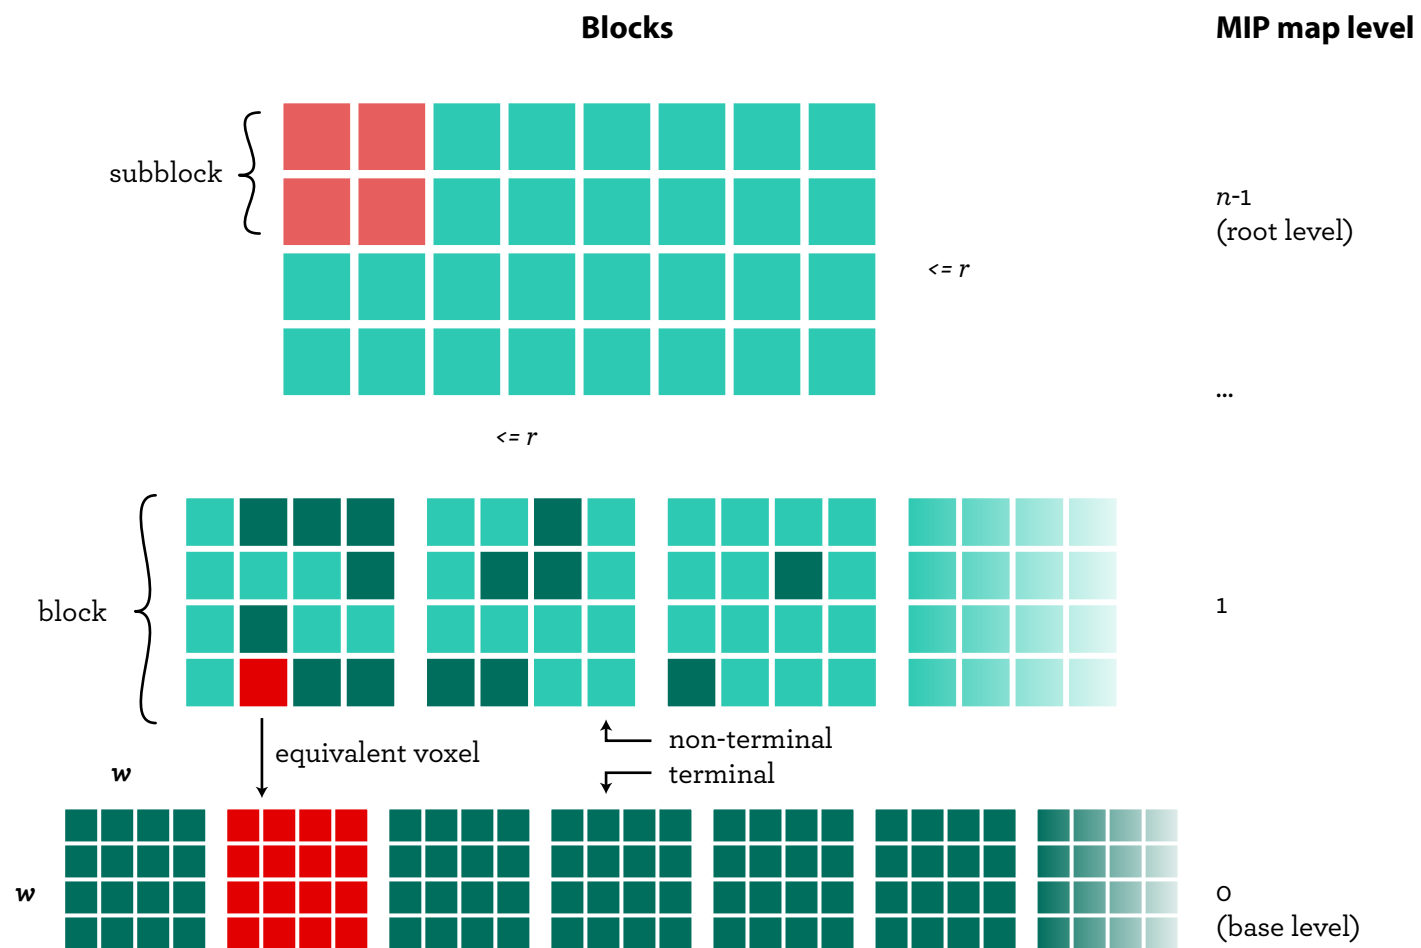 Blocks
MIP map level
subblock
n-1
(root level)
<= r
...
<= r
block
1
equivalent voxel
non-terminal
terminal
w
w
0
(base level)